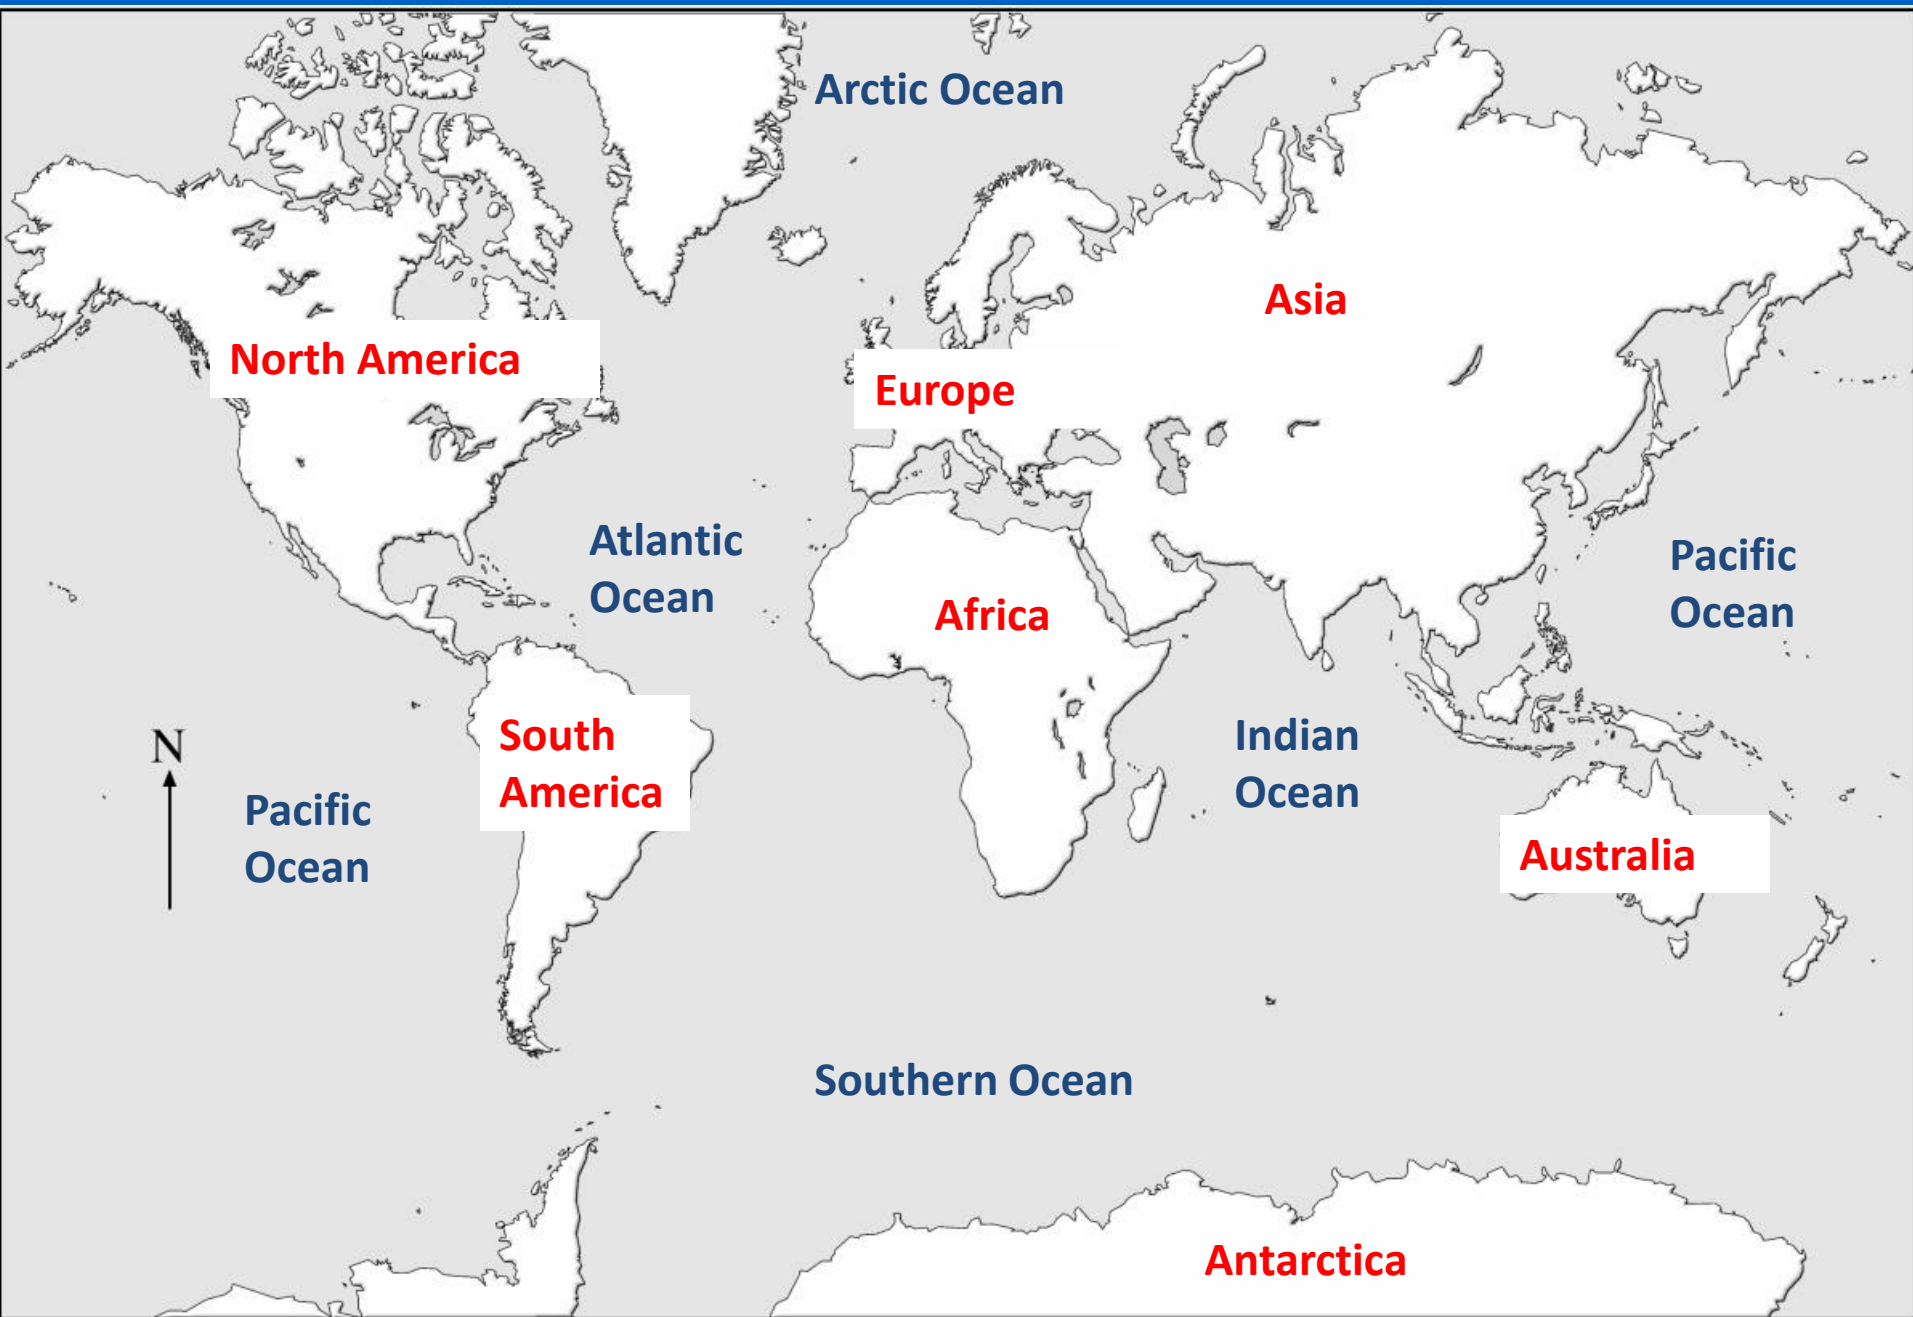 Arctic Ocean
Asia
North America
Europe
Atlantic
Ocean
Pacific
Ocean
Africa
South
America
Indian
Ocean
N
Pacific
Ocean
Australia
Southern Ocean
Antarctica